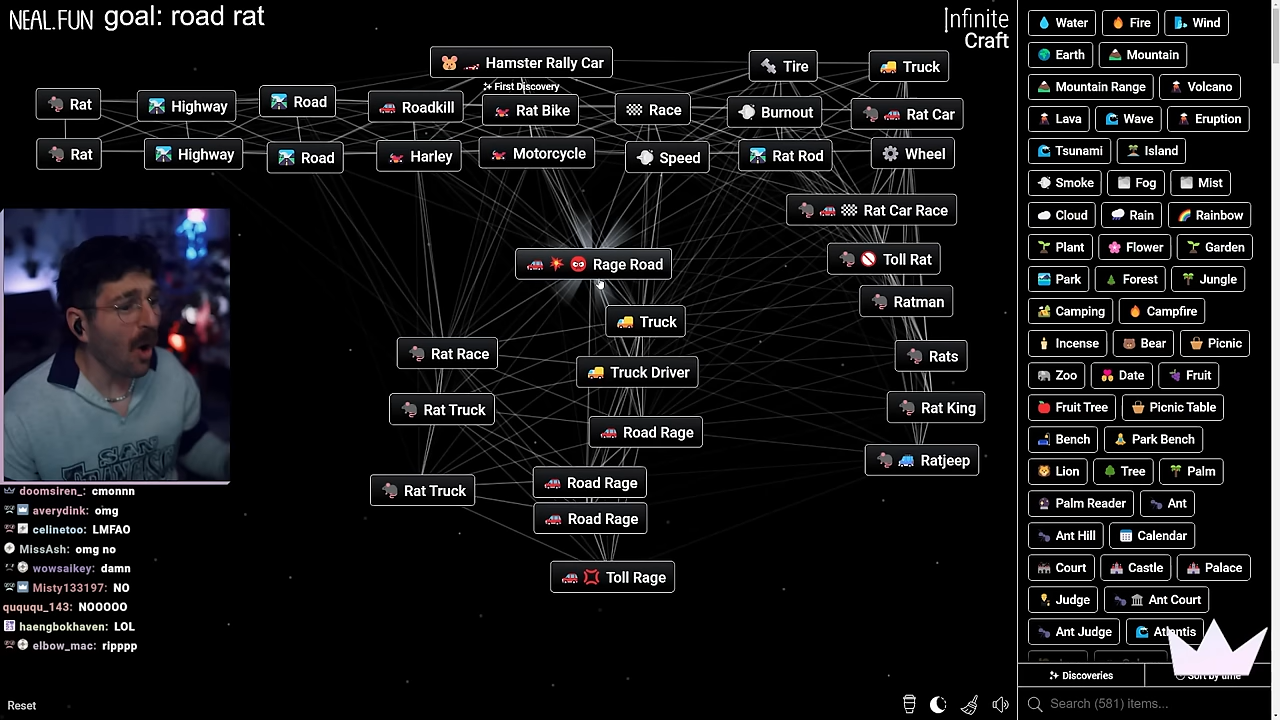 NEAL.FUN goal: road rat
Infinite
Craft
Hamster Rally Car
Tire
Truck
First Discovery
Rat
Highway
Road
Roadkill
Rat Bike
Race
Burnout
Rat Car
Rat
Highway
Road
Harley
Motorcycle
Speed
Rat Rod
Wheel
Rat Car Race
Rage Road
Toll Rat
Ratman
Truck
Rat Race
Rats
Truck Driver
Rat Truck
Rat King
Road Rage
Ratjeep
Rat Truck
Road Rage
Road Rage
Toll Rage
SAN
doomsiren_: cmonnn
averydink: omg
celinetoo: LMFAO
MissAsh: omg no
wowsaikey: damn
Misty133197: NO
quququ_143: NOOOOO
haengbokhaven: LOL
elbow_mac: ripppp
Reset
Water Fire Wind
Earth Mountain
Mountain Range Volcano
Lava Wave Eruption
Tsunami Island
Smoke Fog Mist
Cloud Rain Rainbow
Plant Flower Garden
Park Forest Jungle
Camping Campfire
Incense Bear Picnic
Zoo Date Fruit
Fruit Tree Picnic Table
Bench Park Bench
Lion Tree Palm
Palm Reader Ant
Ant Hill Calendar
Court Castle Palace
Judge Ant Court
Ant Judge Atlantis
Discoveries Sort by time
Search (581) items...